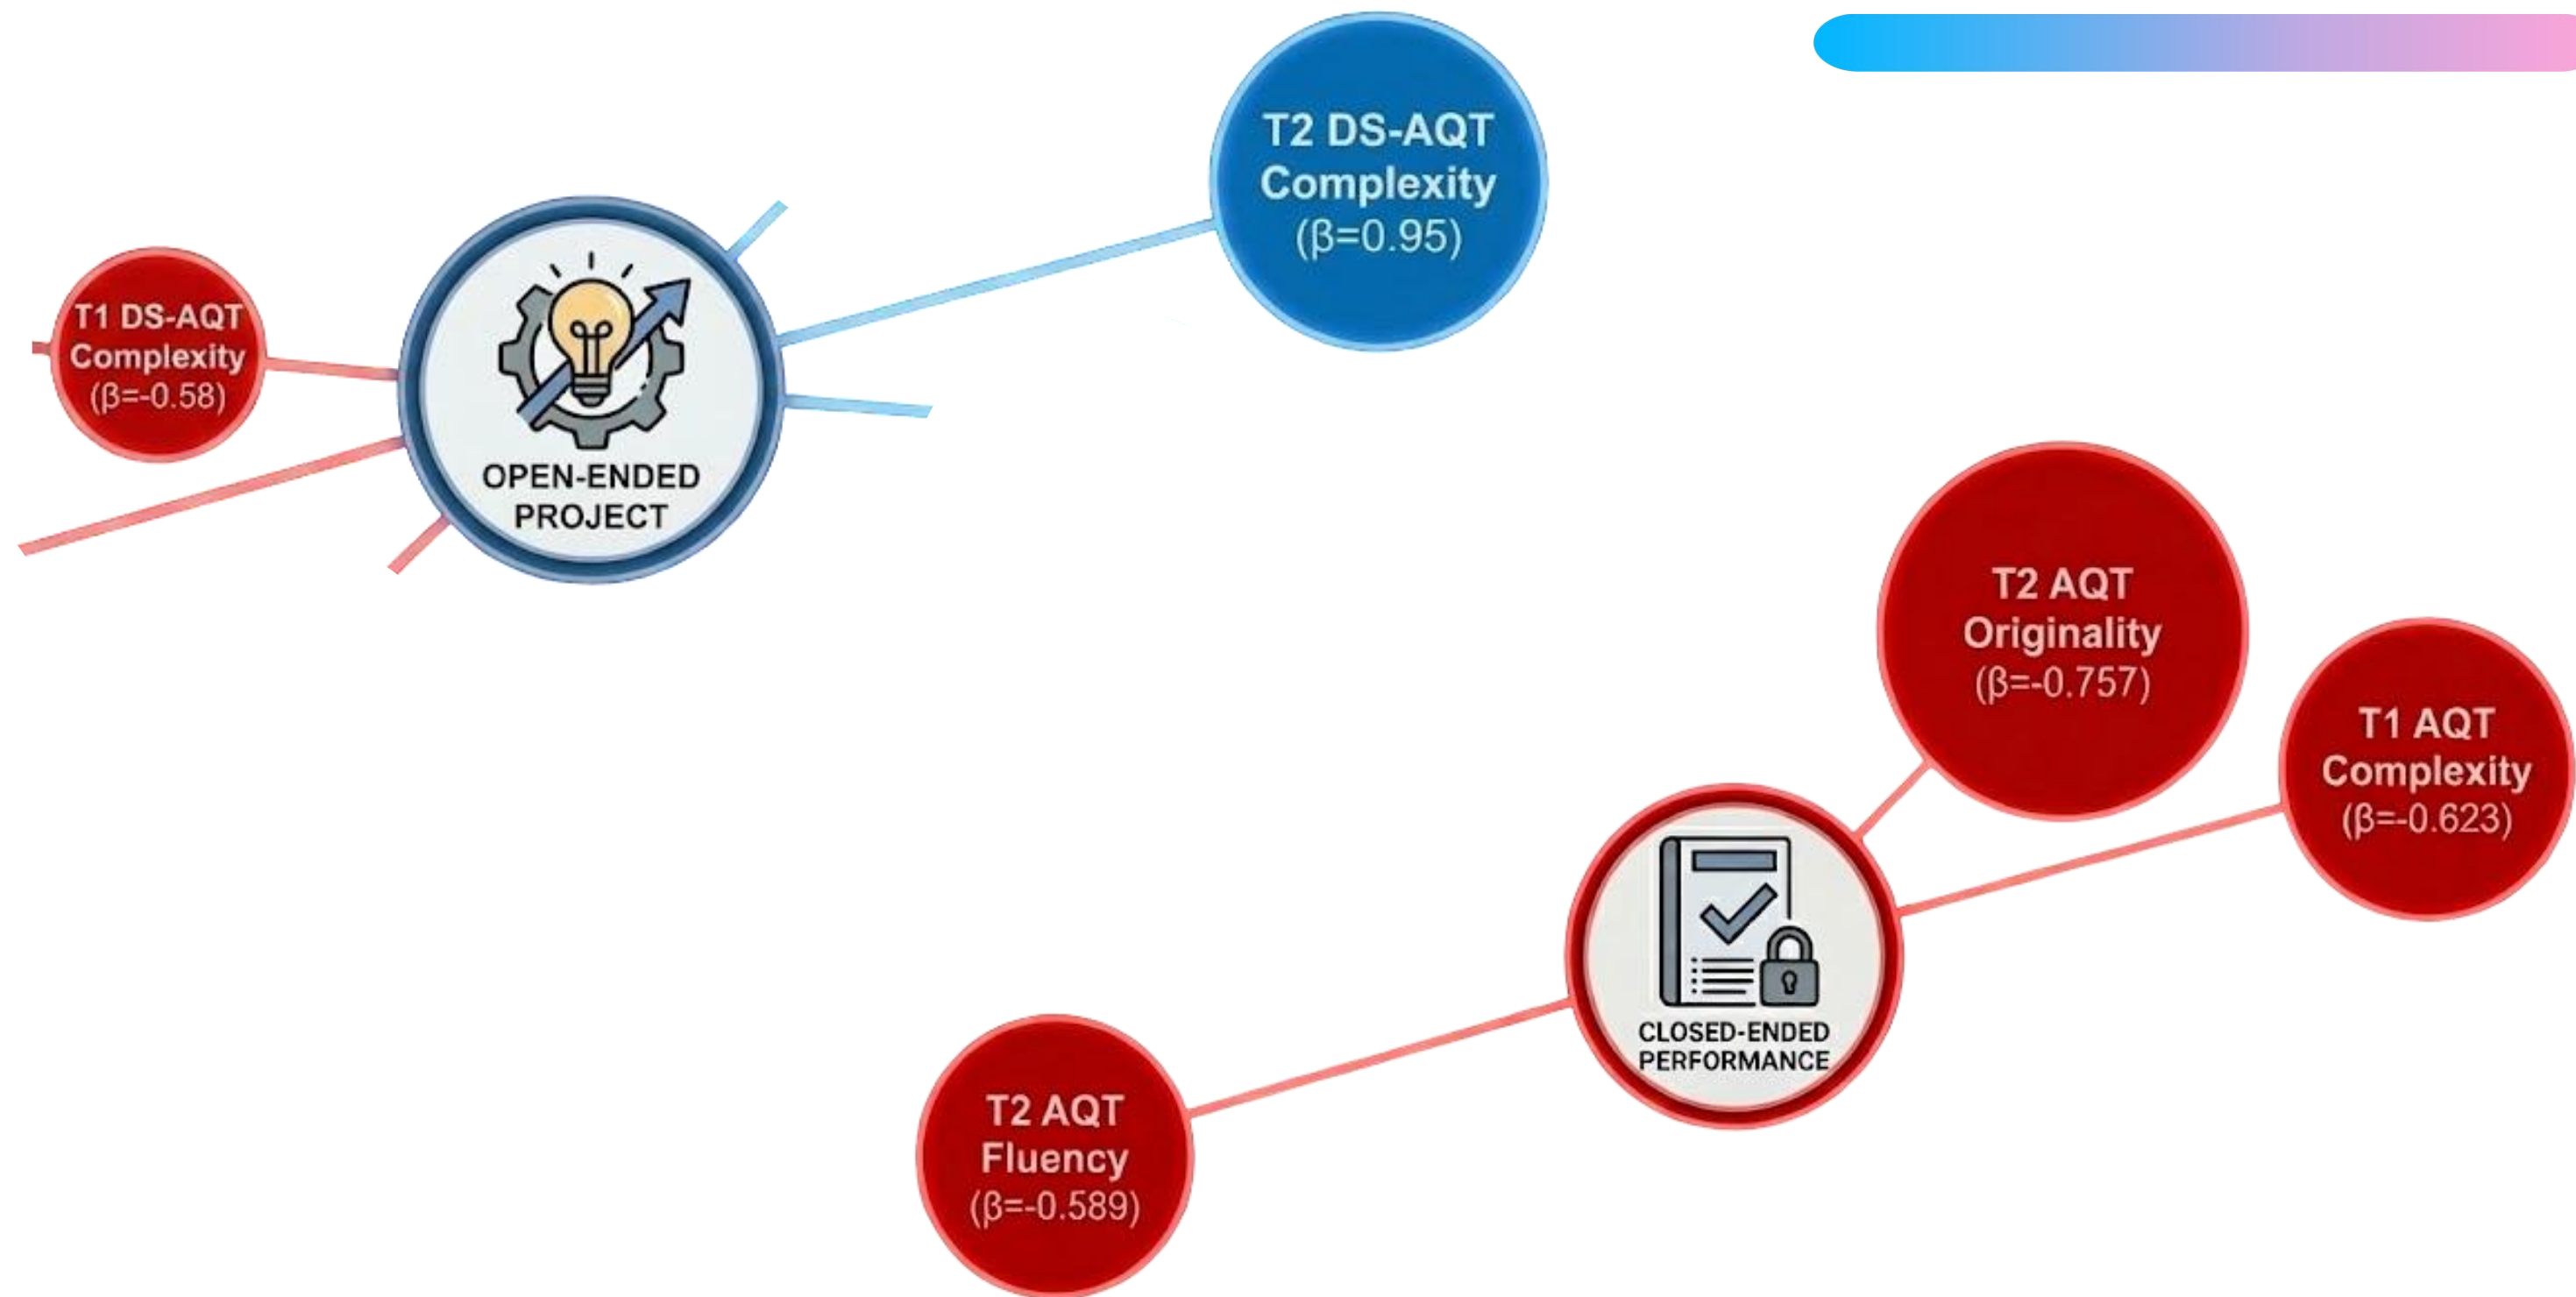 T2 DS-AQT
Complexity
(β=0.95)
T1 DS-AQT
Complexity
(β=-0.58)
OPEN-ENDED
PROJECT
T2 AQT
Originality
(β=-0.757)
T1 AQT
Complexity
(β=-0.623)
CLOSED-ENDED
PERFORMANCE
T2 AQT
Fluency
(β=-0.589)